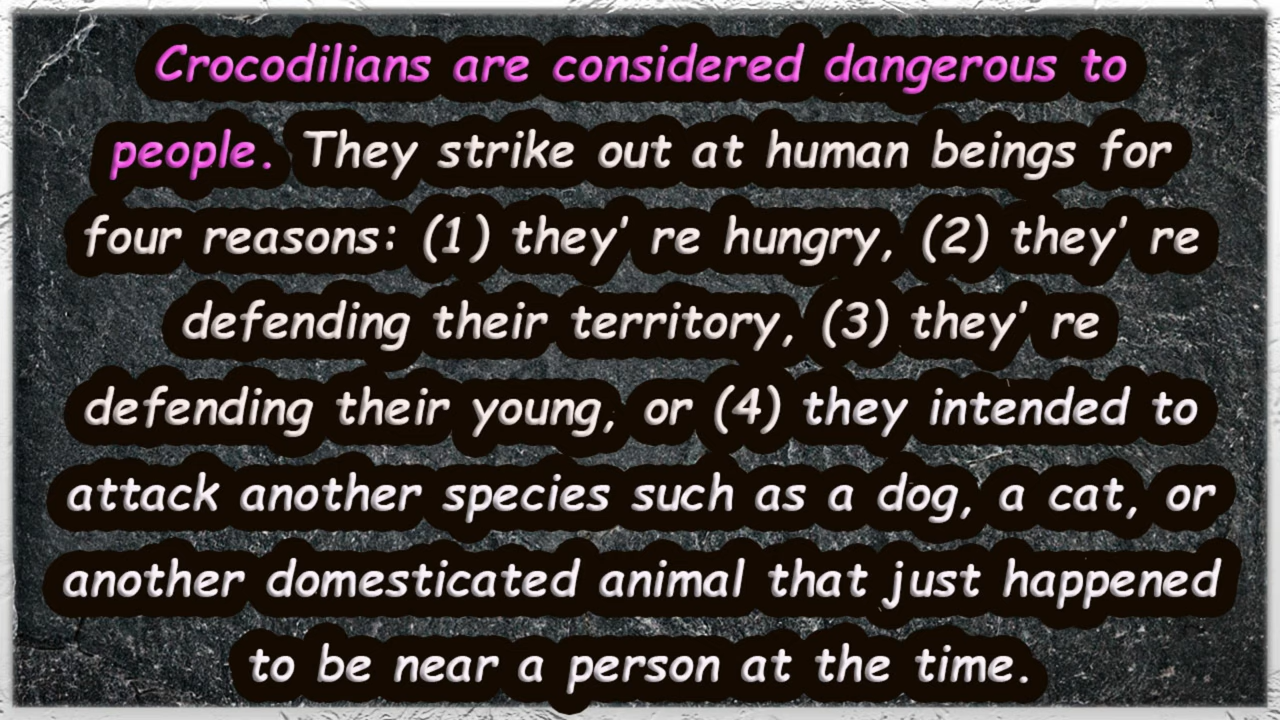 Crocodilians are considered dangerous to
people. They strike out at human beings for
four reasons: (1) they’ re hungry, (2) they’ re
defending their territory, (3) they’ re
defending their young, or (4) they intended to
attack another species such as a dog, a cat, or
another domesticated animal that just happened
to be near a person at the time.